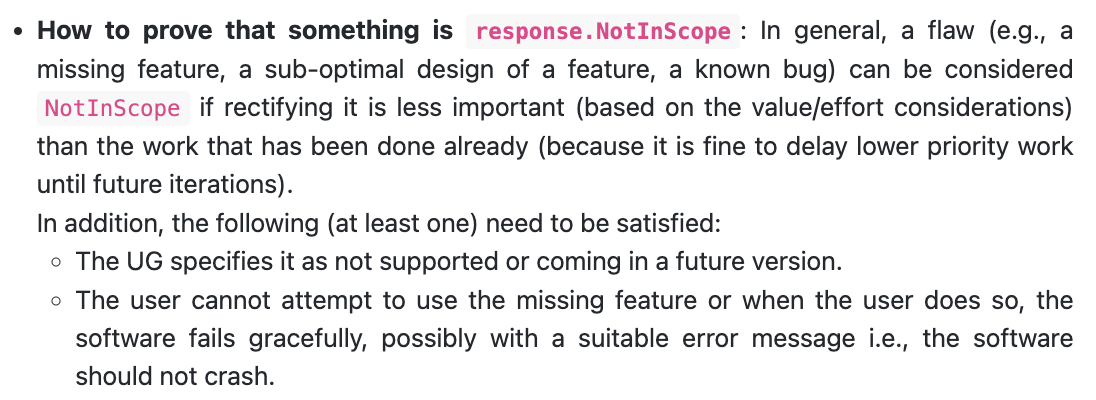 • How to prove that something is response.NotInScope: In general, a flaw (e.g., a
missing feature, a sub-optimal design of a feature, a known bug) can be considered
NotInScope if rectifying it is less important (based on the value/effort considerations)
than the work that has been done already (because it is fine to delay lower priority work
until future iterations).
In addition, the following (at least one) need to be satisfied:
◦ The UG specifies it as not supported or coming in a future version.
◦ The user cannot attempt to use the missing feature or when the user does so, the
software fails gracefully, possibly with a suitable error message i.e., the software
should not crash.